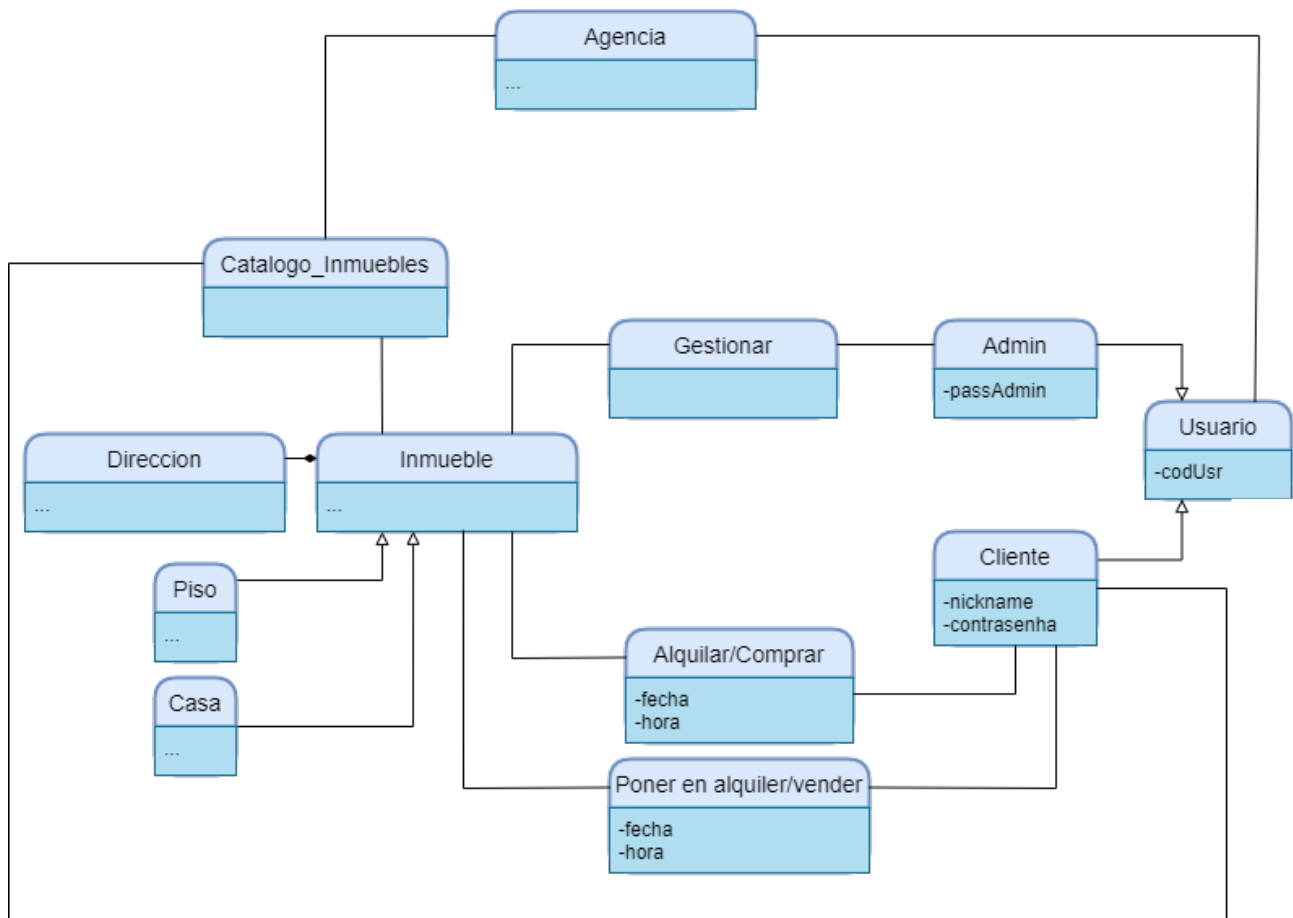 Agencia
...
Catalogo_Inmuebles
Gestionar
Admin
-passAdmin
Usuario
-codUsr
Direccion
...
Inmueble
...
Piso
...
Casa
...
Cliente
-nickname
-contrasenha
Alquilar/Comprar
-fecha
-hora
Poner en alquiler/vender
-fecha
-hora